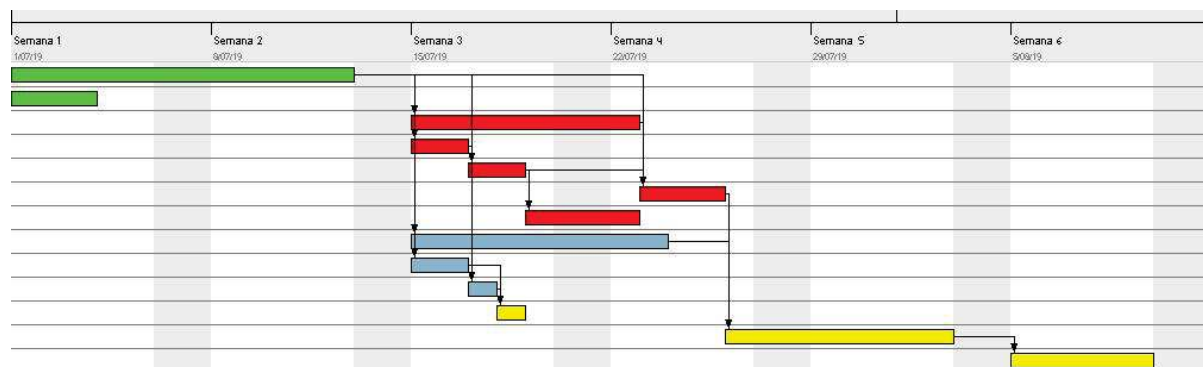 Semana 1
Semana 2
Semana 3
Semana 4
Semana 5
Semana 6
1/07/19
8/07/19
15/07/19
22/07/19
29/07/19
5/08/19